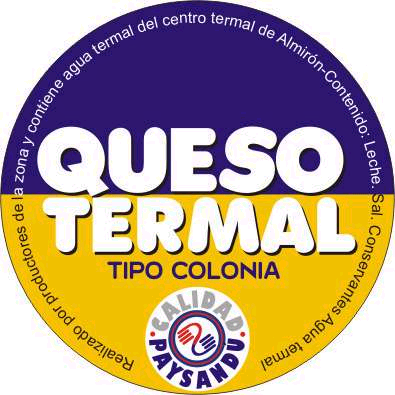 Realizado por productores de la zona y contiene agua termal del centro termal de Almirón-Contenido: Leche. Sal. Conservantes Agua termal
QUESO
TERMAL
TIPO COLONIA
CALIDAD
PAYSANDU